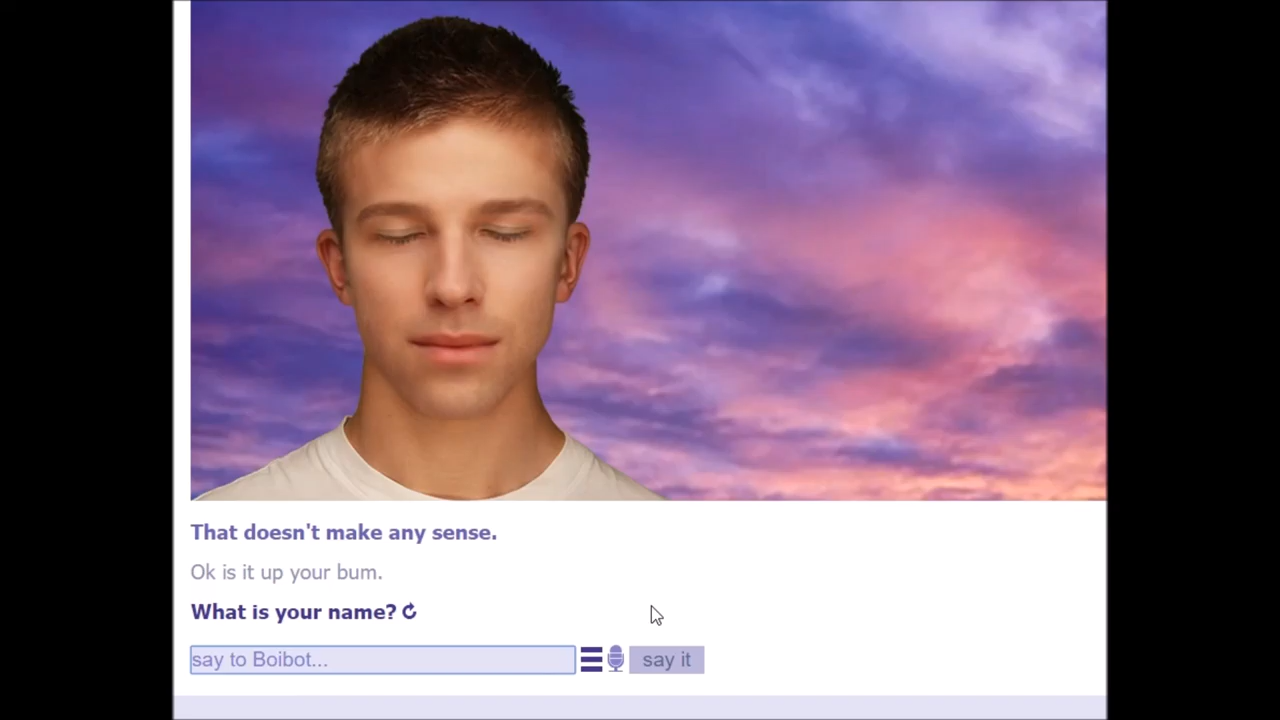 That doesn't make any sense.
Ok is it up your bum.
What is your name?
say to Boibot...
say it